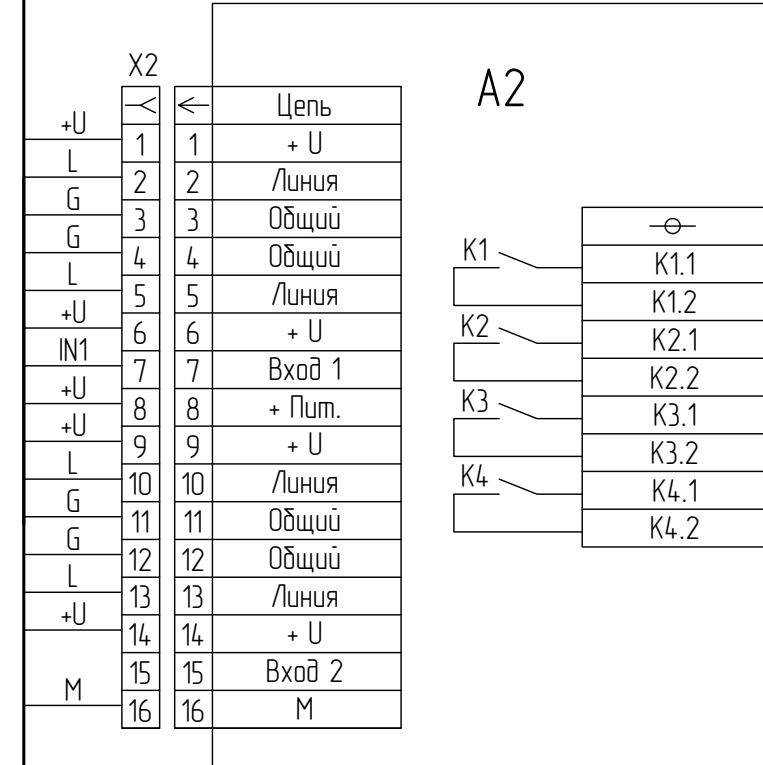 X2
A2
Цепь
+U 1 1 + U
L 2 2 Линия
G 3 3 Общий
G 4 4 Общий
L 5 5 Линия
+U 6 6 + U
IN1 7 7 Вход 1
+U 8 8 + Пит.
+U 9 9 + U
L 10 10 Линия
G 11 11 Общий
G 12 12 Общий
L 13 13 Линия
+U 14 14 + U
15 15 Вход 2
M 16 16 М
K1 K1.1
K1.2
K2 K2.1
K2.2
K3 K3.1
K3.2
K4 K4.1
K4.2